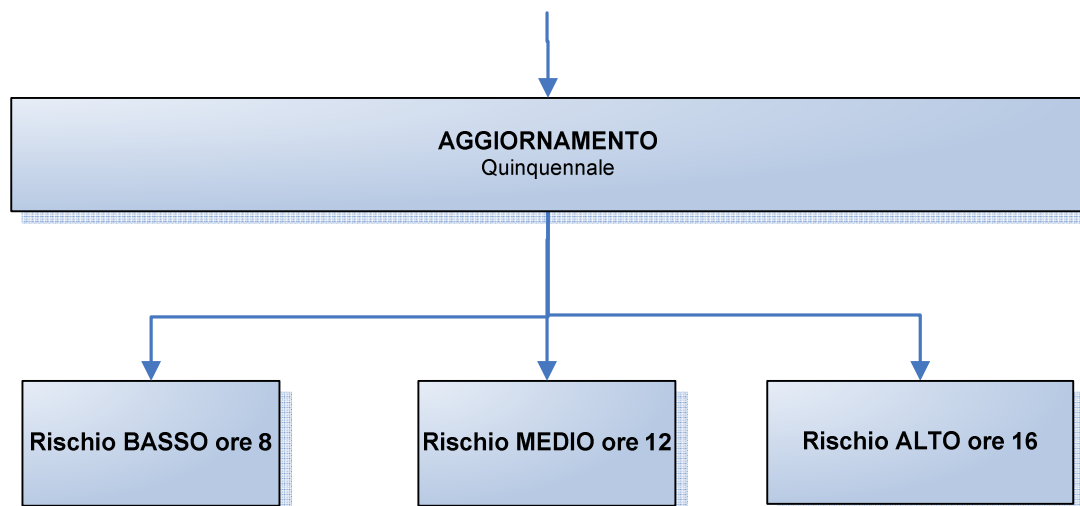 AGGIORNAMENTO
Quinquennale
Rischio BASSO ore 8
Rischio MEDIO ore 12
Rischio ALTO ore 16